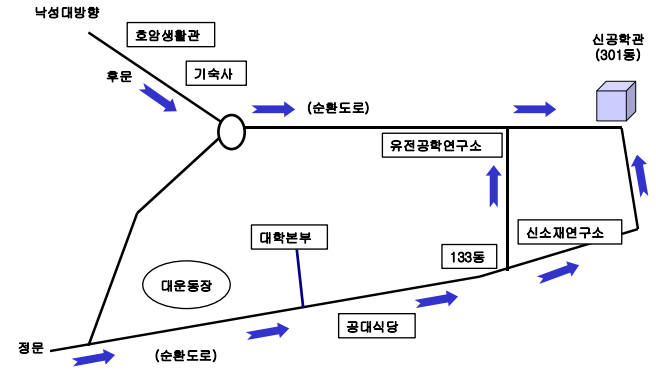 낙성대방향
호암생활관
신공학관
(301동)
후문
기숙사
(순환도로)
유전공학연구소
대학본부
신소재연구소
133동
대운동장
공대식당
정문
(순환도로)